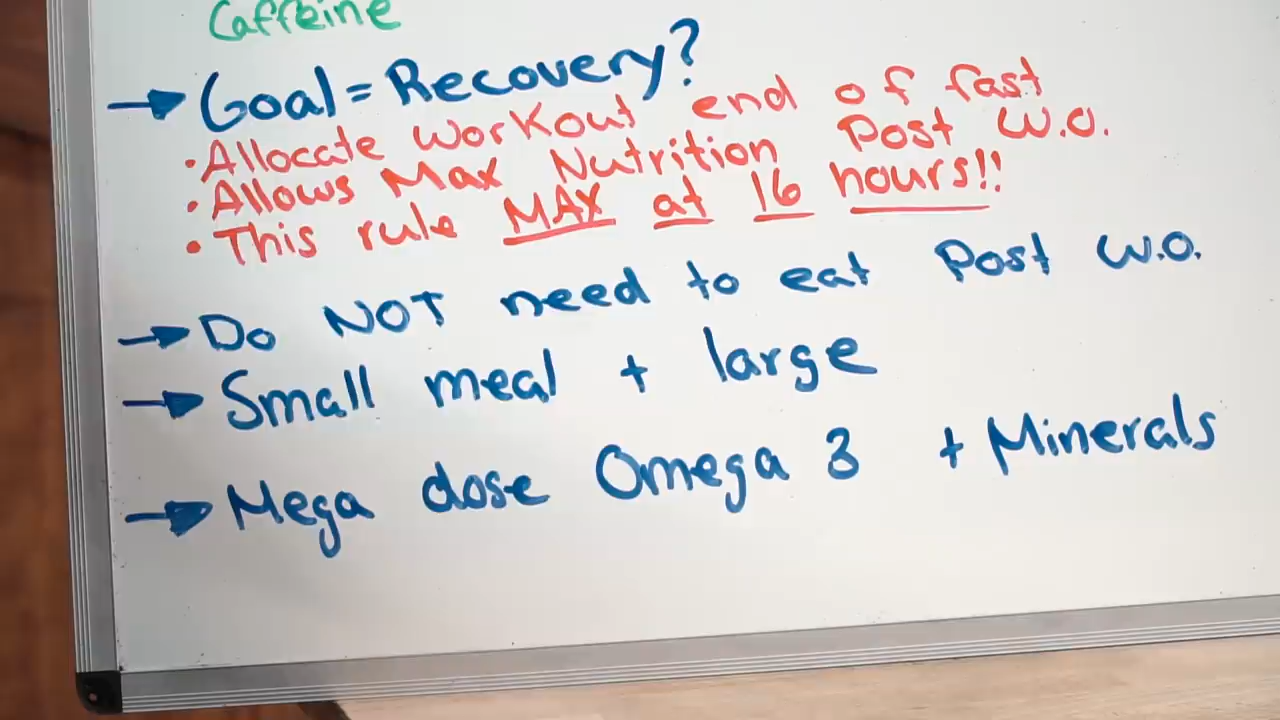 Caffeine
→ Goal = Recovery?
• Allocate Workout end of fast
• Allows Max Nutrition Post W.O.
• This rule MAX at 16 hours!!
→ Do NOT need to eat Post W.O.
→ Small meal + large
→ Mega dose Omega 3 + Minerals